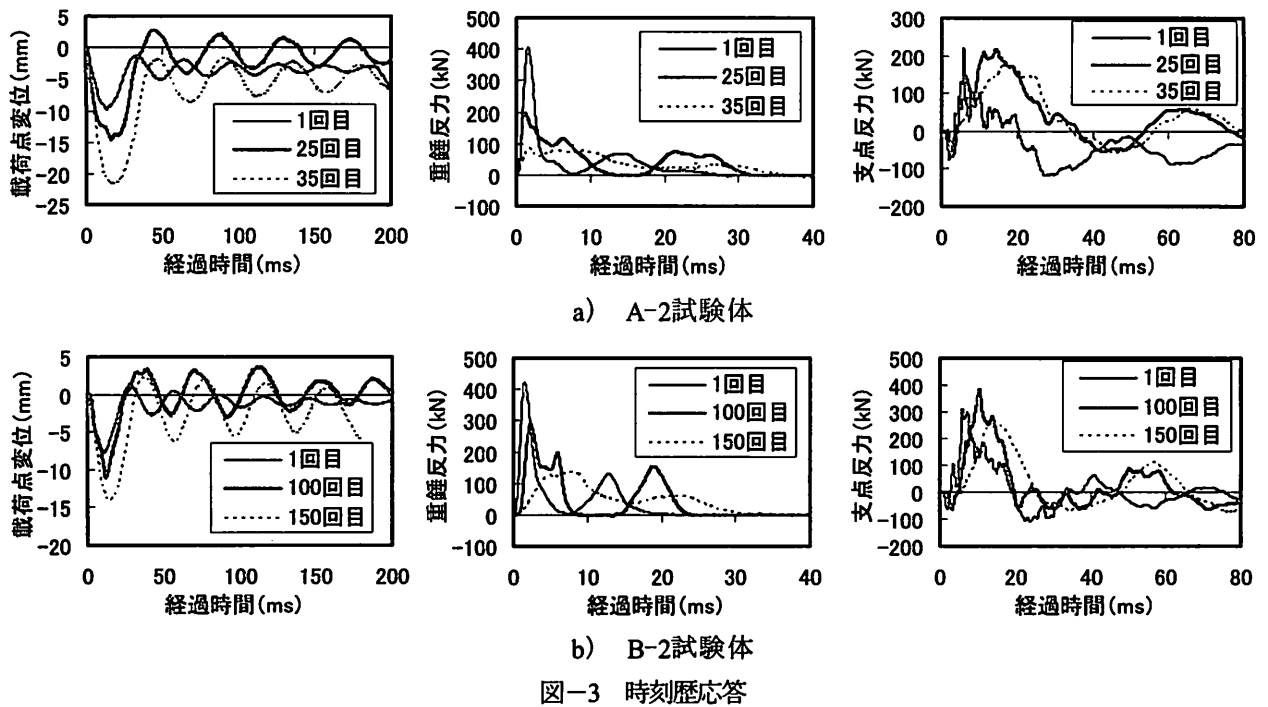 載荷点変位(mm)
5
0
-5
-10
-15
-20
-25
1回目
25回目
35回目
0 50 100 150 200
経過時間(ms)
重錘反力(kN)
500
400
300
200
100
0
-100
1回目
25回目
35回目
0 10 20 30 40
経過時間(ms)
支点反力(kN)
300
200
100
0
-100
-200
1回目
25回目
35回目
0 20 40 60 80
経過時間(ms)
a) A-2試験体
載荷点変位(mm)
5
0
-5
-10
-15
-20
1回目
100回目
150回目
0 50 100 150 200
経過時間(ms)
重錘反力(kN)
500
400
300
200
100
0
-100
1回目
100回目
150回目
0 10 20 30 40
経過時間(ms)
支点反力(kN)
500
400
300
200
100
0
-100
-200
1回目
100回目
150回目
0 20 40 60 80
経過時間(ms)
b) B-2試験体
図-3 時刻歴応答